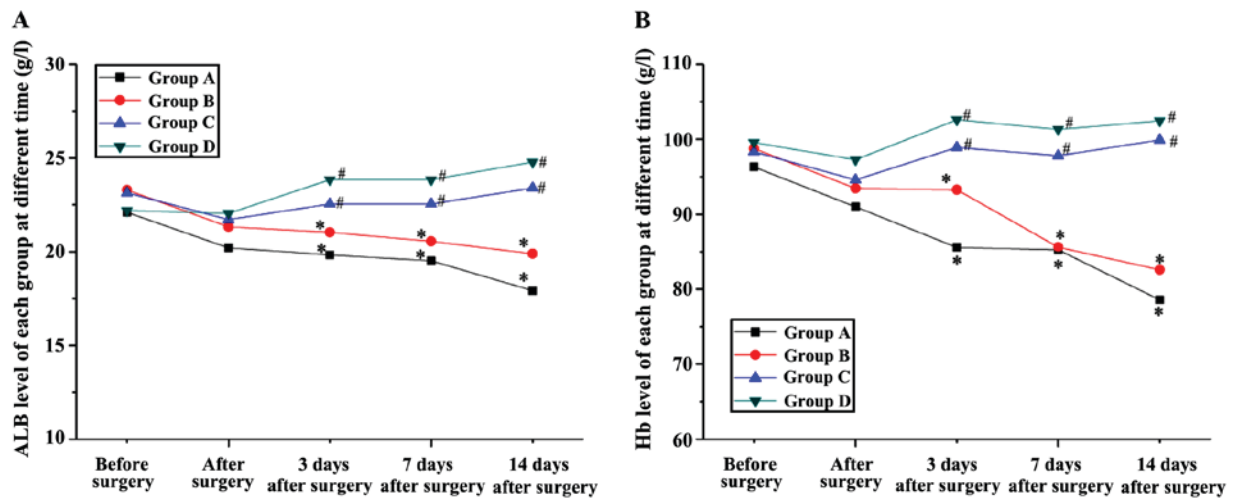 A
ALB level of each group at different time (g/l)
30
25
20
15
10
Group A
Group B
Group C
Group D
#
#
#
#
#
#
*
*
*
*
*
*
Before
surgery
After
surgery
3 days
after surgery
7 days
after surgery
14 days
after surgery
B
Hb level of each group at different time (g/l)
110
100
90
80
70
60
#
#
#
#
#
#
*
*
*
*
*
*
Group A
Group B
Group C
Group D
Before
surgery
After
surgery
3 days
after surgery
7 days
after surgery
14 days
after surgery